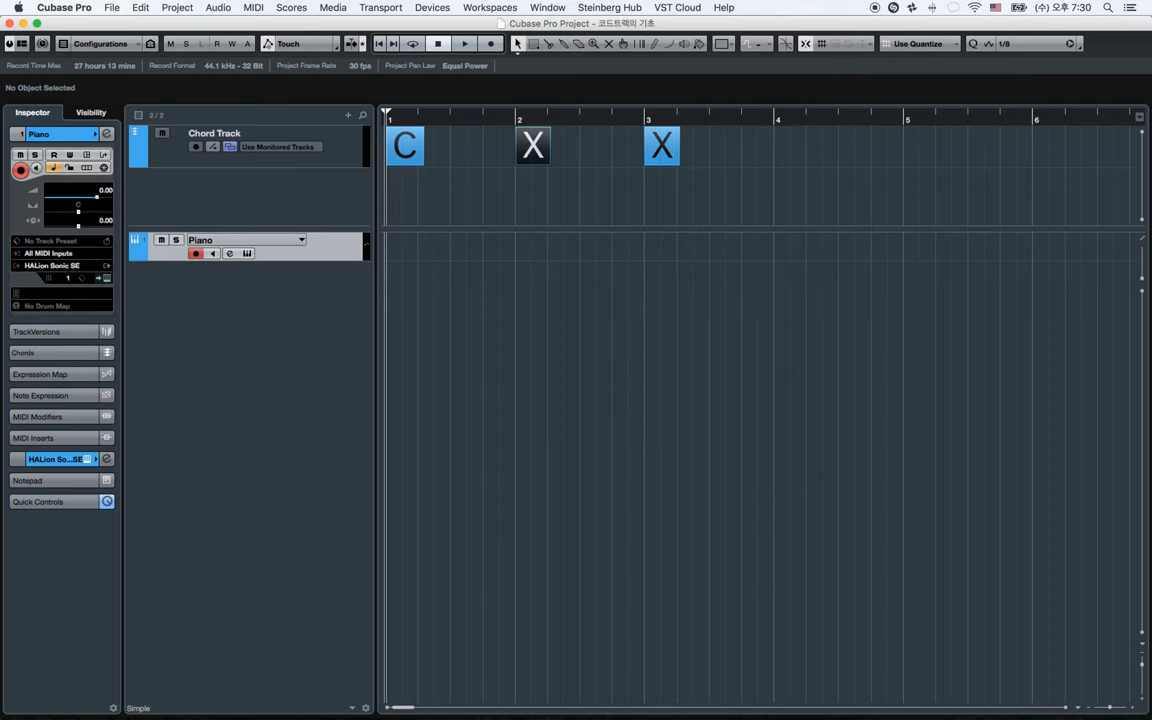 Cubase Pro File Edit Project Audio MIDI Scores Media Transport Devices Workspaces Window Steinberg Hub VST Cloud Help (수) 오후 7:30
Cubase Pro Project - 코드트랙의 기초
Configurations M S L R W A Touch Use Quantize Q 1/8
Record Time Max 27 hours 13 mins Record Format 44.1 kHz - 32 Bit Project Frame Rate 30 fps Project Pan Law Equal Power
No Object Selected
Inspector Visibility 2 / 2 + 1 2 3 4 5 6
1 Piano e m Chord Track C X X
Use Monitored Tracks
m S R W L+
0.00
C
0.00
No Track Preset
All MIDI Inputs
HALion Sonic SE
1
No Drum Map
1 m S Piano
e
TrackVersions
Chords
Expression Map
Note Expression
MIDI Modifiers
MIDI Inserts
HALion So...SE e
Notepad
Quick Controls
Simple